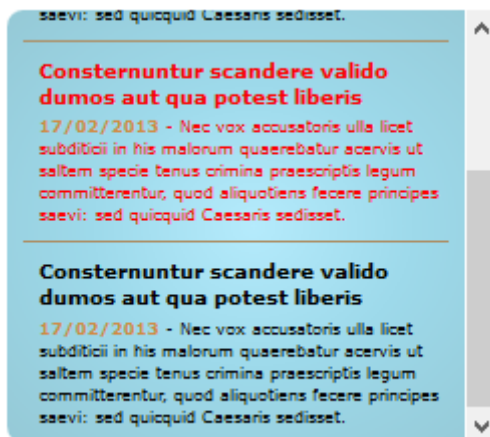 saevi: sed quicquid Caesaris sedisset.
Consternuntur scandere valido
dumos aut qua potest liberis
17/02/2013 - Nec vox accusatoris ulla licet
subditicii in his malorum quaerebatur acervis ut
saltem specie tenus crimina praescriptis legum
committerentur, quod aliquotiens fecere principes
saevi: sed quicquid Caesaris sedisset.
Consternuntur scandere valido
dumos aut qua potest liberis
17/02/2013 - Nec vox accusatoris ulla licet
subditicii in his malorum quaerebatur acervis ut
saltem specie tenus crimina praescriptis legum
committerentur, quod aliquotiens fecere principes
saevi: sed quicquid Caesaris sedisset.